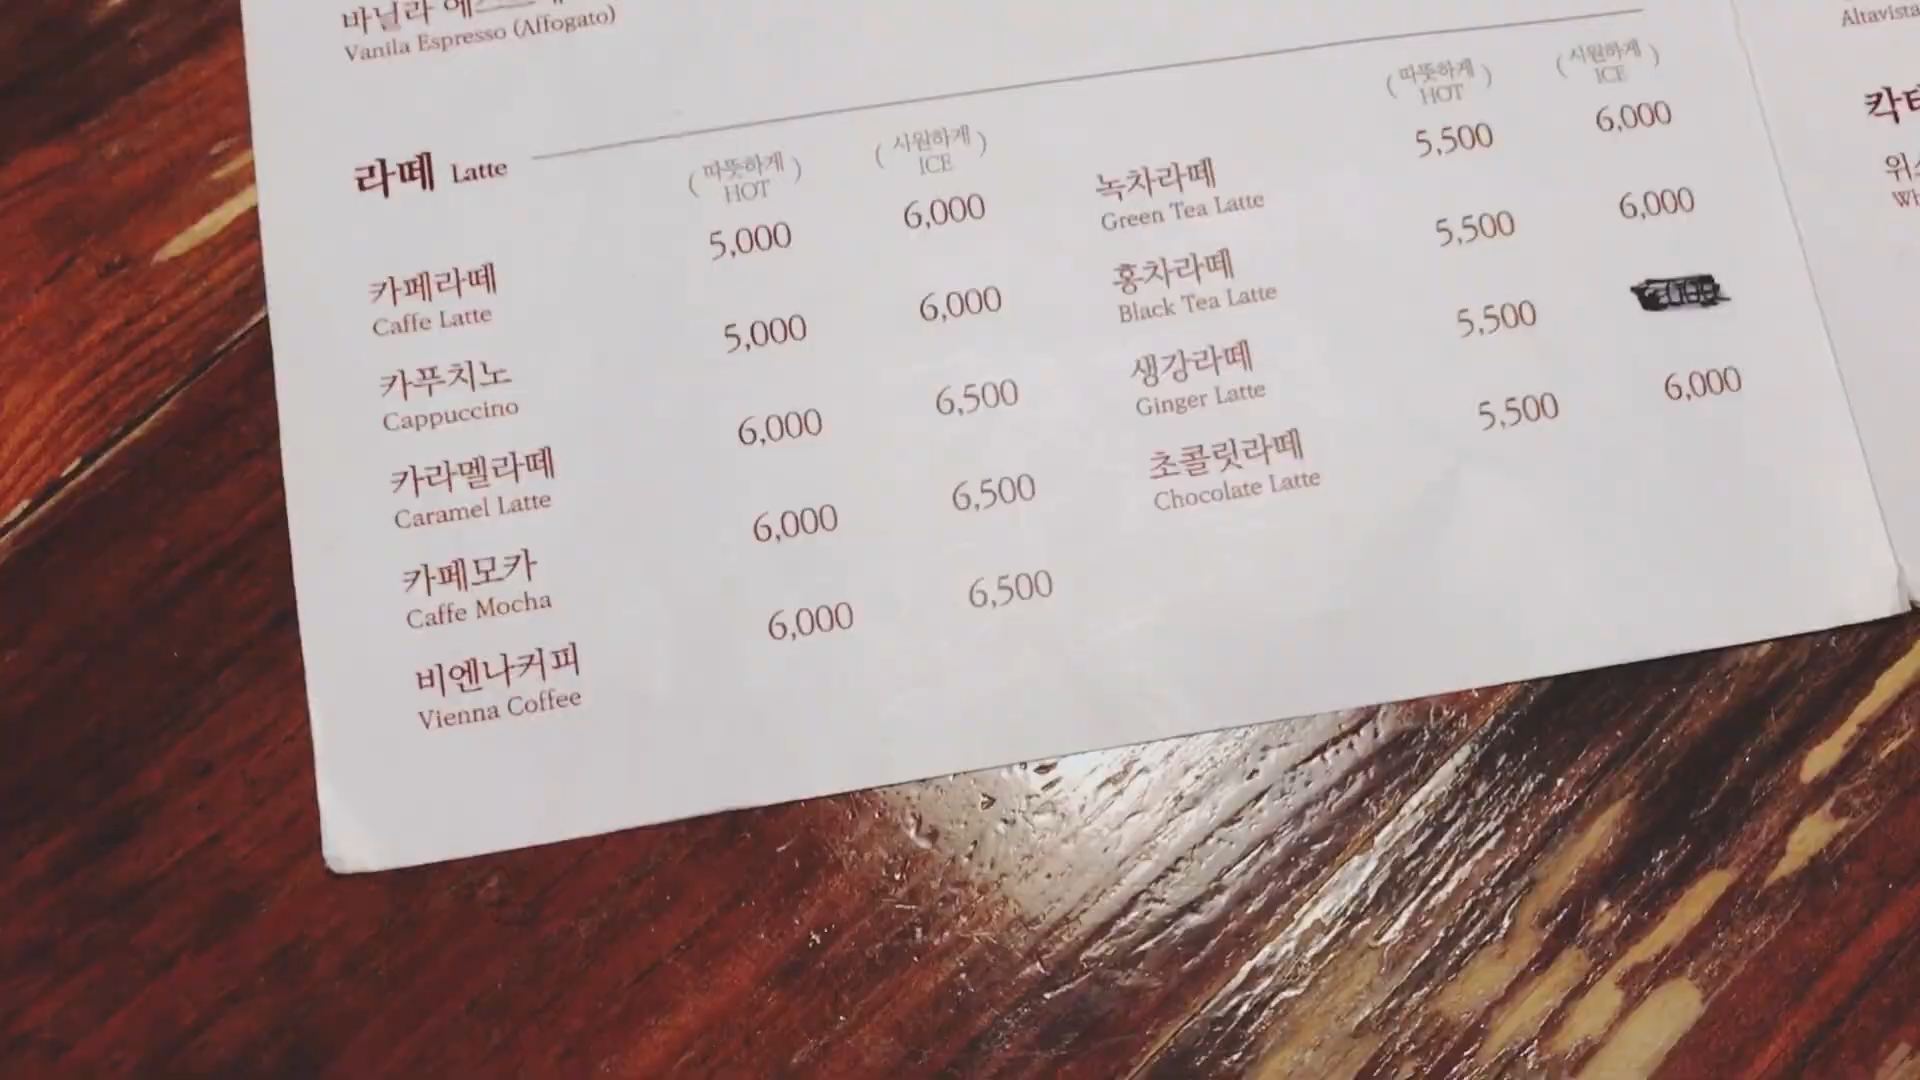 바닐라
Vanila Espresso (Affogato)
라떼 Latte
( 따뜻하게 ) ( 시원하게 )
HOT ICE
카페라떼 5,000 6,000
Caffe Latte
카푸치노 5,000 6,000
Cappuccino
카라멜라떼 6,000 6,500
Caramel Latte
카페모카 6,000 6,500
Caffe Mocha
비엔나커피 6,000 6,500
Vienna Coffee
( 따뜻하게 ) ( 시원하게 )
HOT ICE
녹차라떼 5,500 6,000
Green Tea Latte
홍차라떼 5,500 6,000
Black Tea Latte
생강라떼 5,500
Ginger Latte
초콜릿라떼 5,500 6,000
Chocolate Latte
Altavista